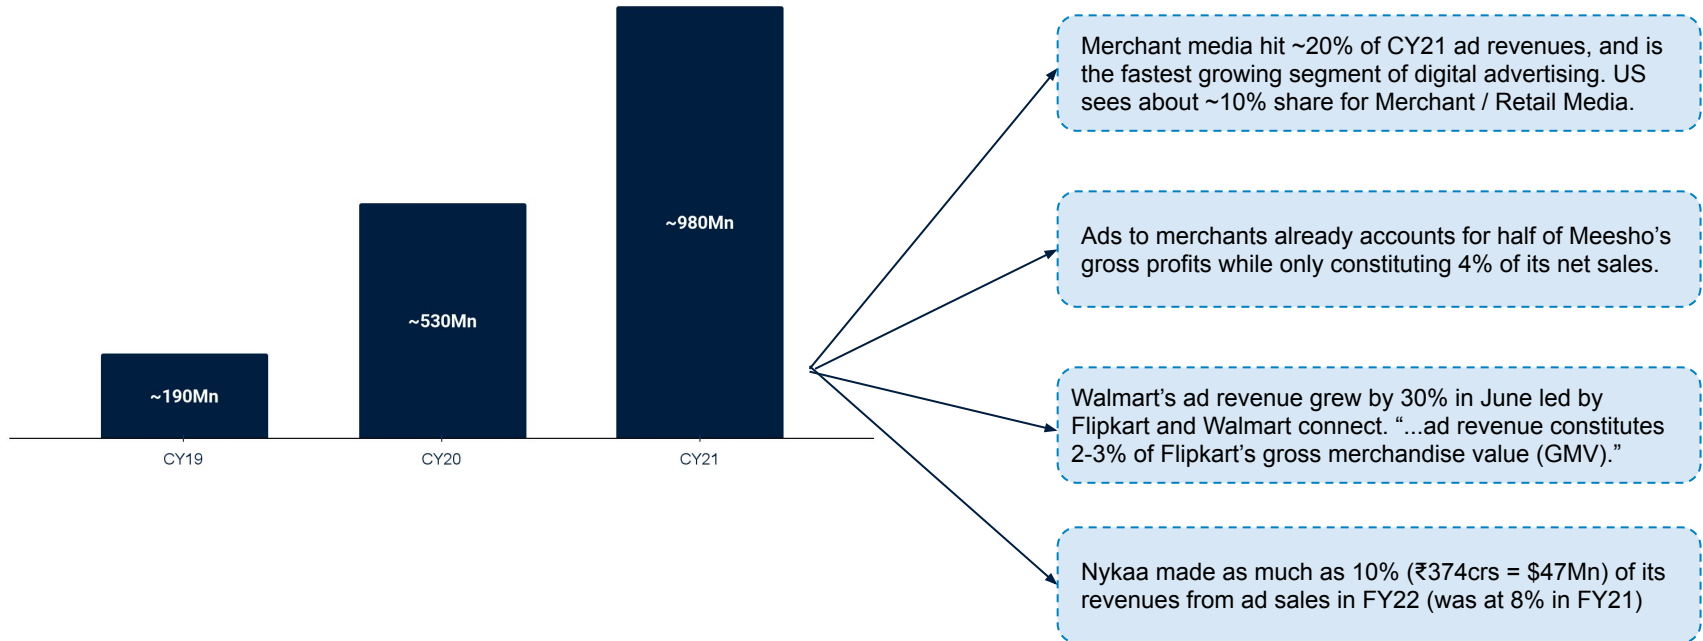 ~190Mn
~530Mn
~980Mn
CY19
CY20
CY21
Merchant media hit ~20% of CY21 ad revenues, and is
the fastest growing segment of digital advertising. US
sees about ~10% share for Merchant / Retail Media.
Ads to merchants already accounts for half of Meesho’s
gross profits while only constituting 4% of its net sales.
Walmart’s ad revenue grew by 30% in June led by
Flipkart and Walmart connect. “...ad revenue constitutes
2-3% of Flipkart’s gross merchandise value (GMV).”
Nykaa made as much as 10% (₹374crs = $47Mn) of its
revenues from ad sales in FY22 (was at 8% in FY21)